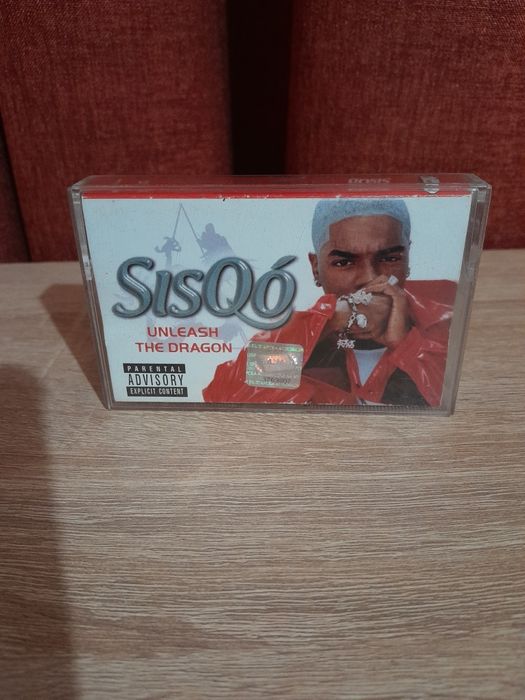 SISQÓ
UNLEASH
THE DRAGON
PARENTAL
ADVISORY
EXPLICIT CONTENT